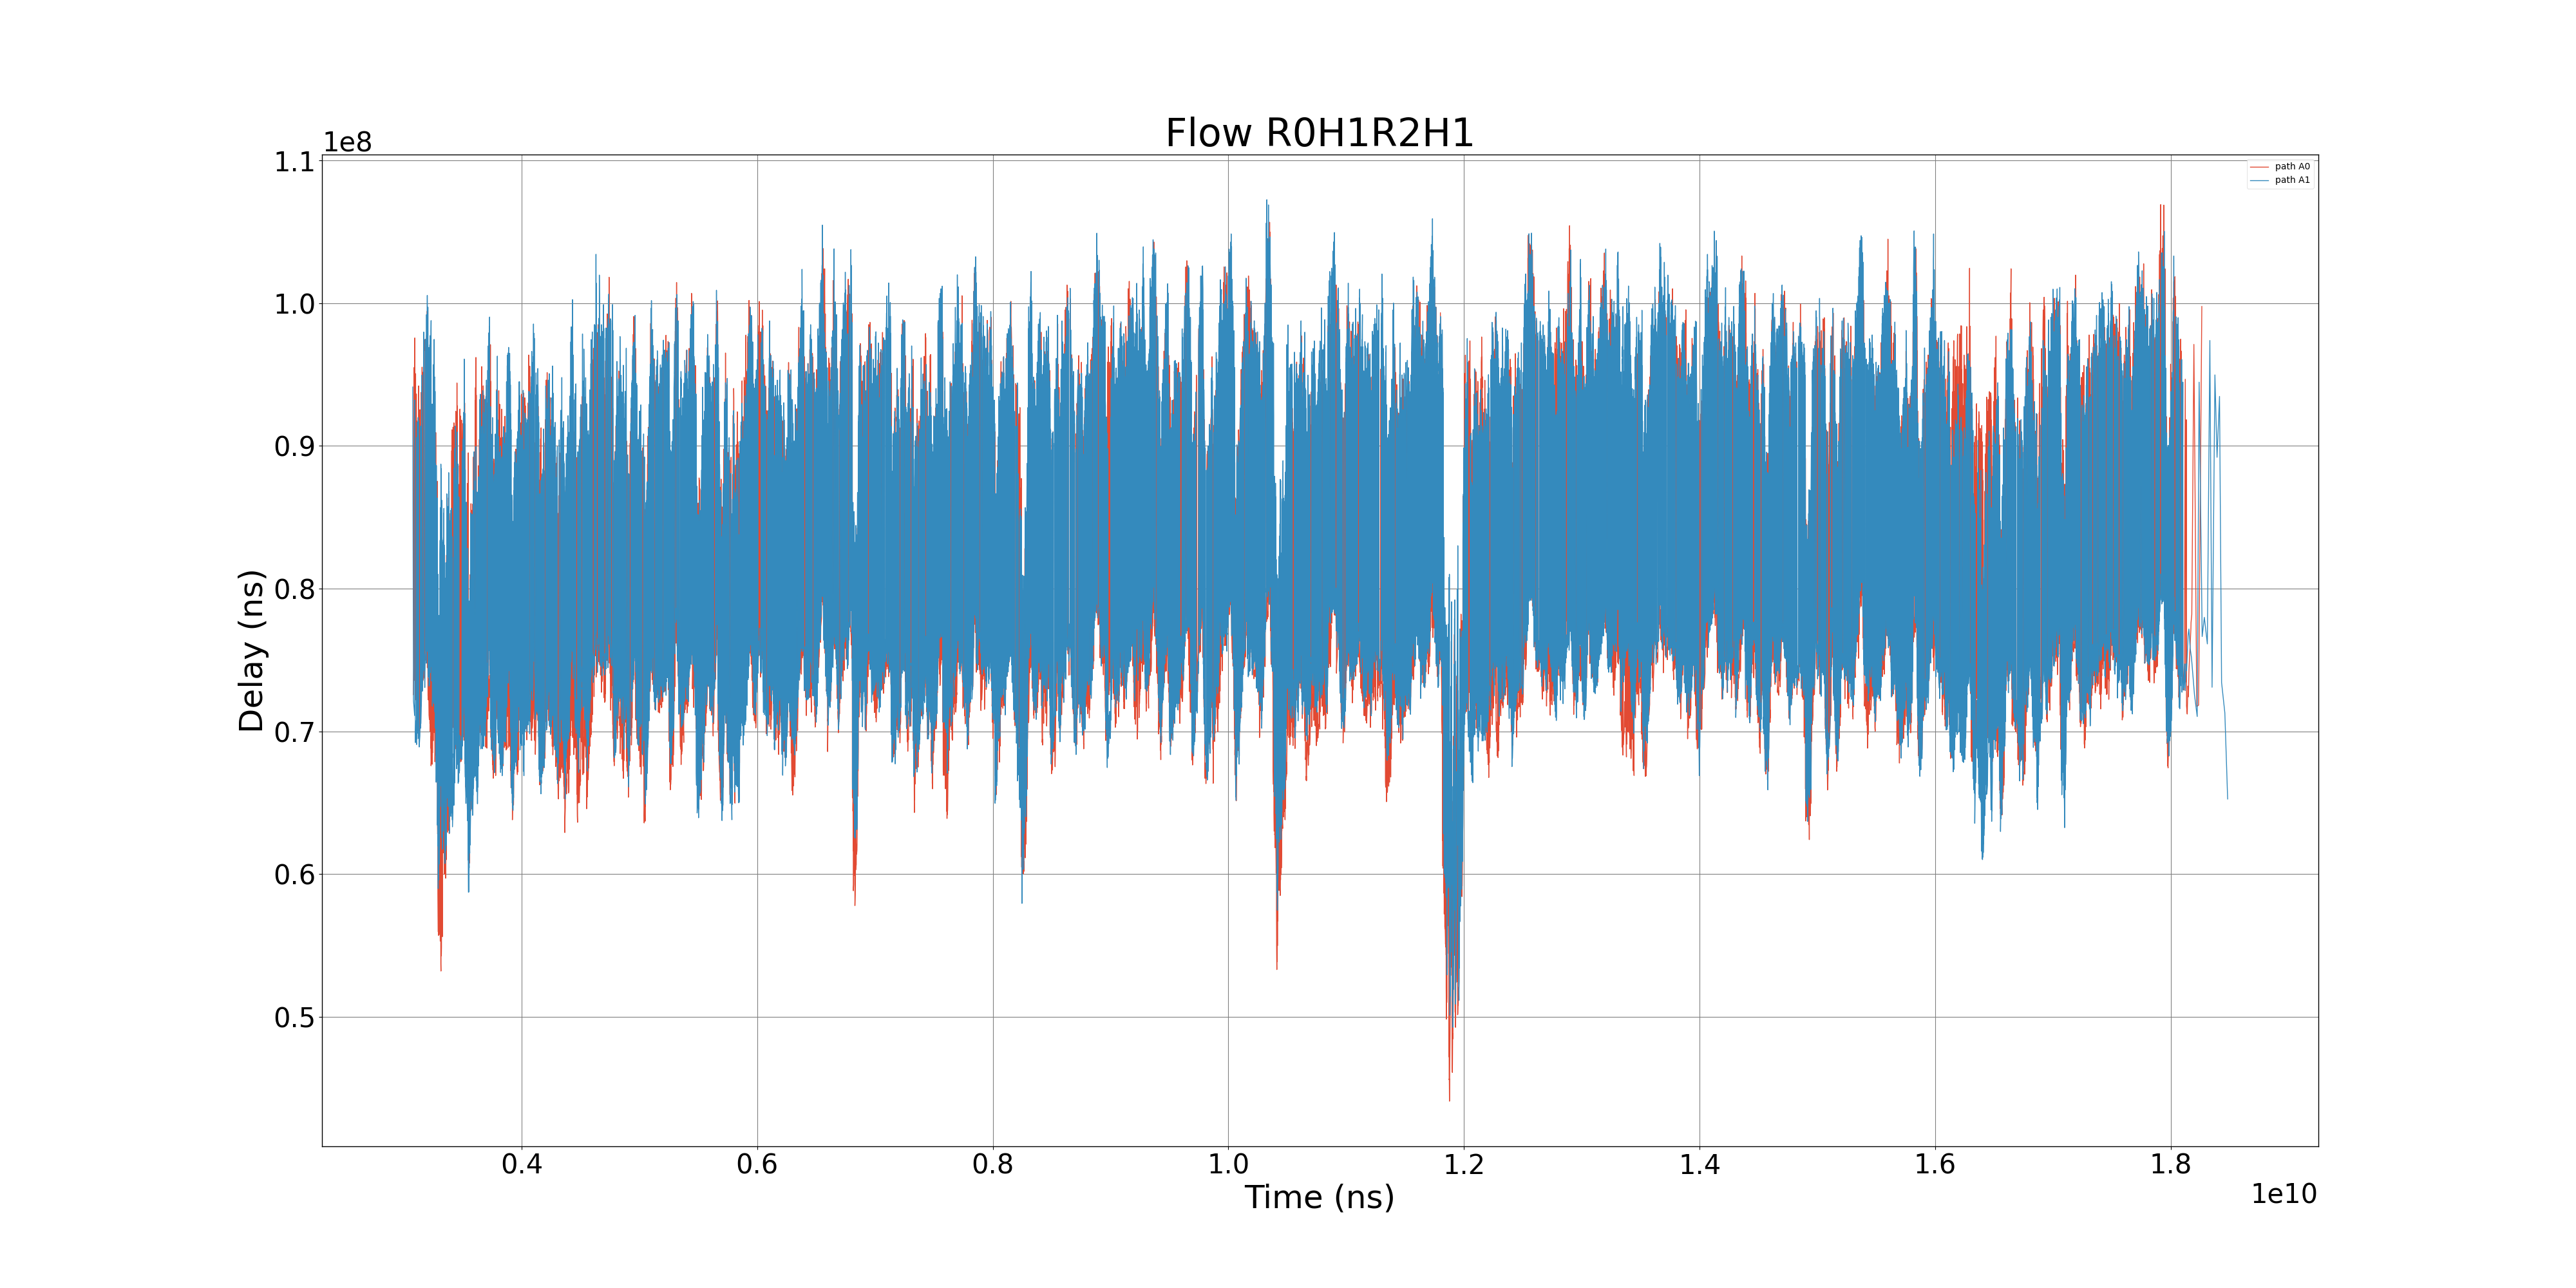 Flow R0H1R2H1
1e8
path A0
path A1
1.1
1.0
0.9
0.8
0.7
0.6
0.5
Delay (ns)
0.4 0.6 0.8 1.0 1.2 1.4 1.6 1.8
Time (ns)
1e10